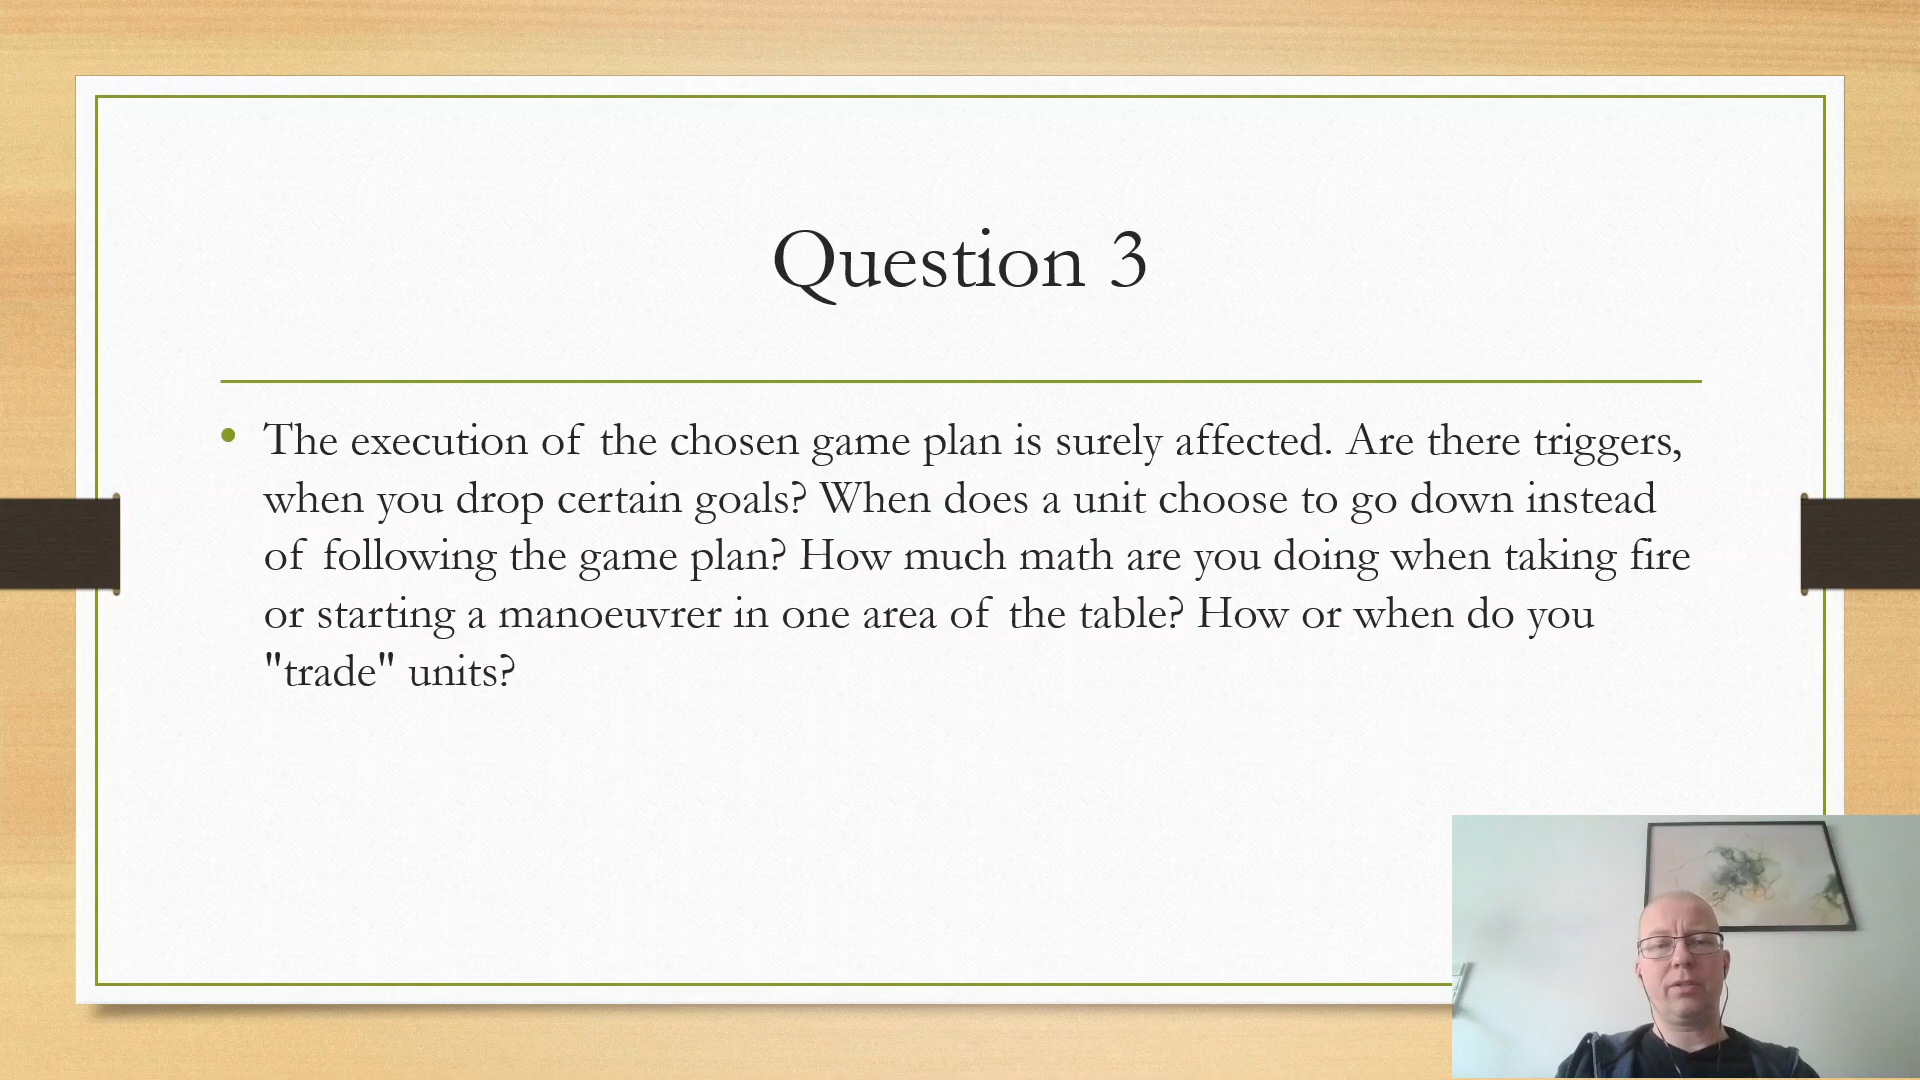 Question 3
• The execution of the chosen game plan is surely affected. Are there triggers,
when you drop certain goals? When does a unit choose to go down instead
of following the game plan? How much math are you doing when taking fire
or starting a manoeuvrer in one area of the table? How or when do you
"trade" units?